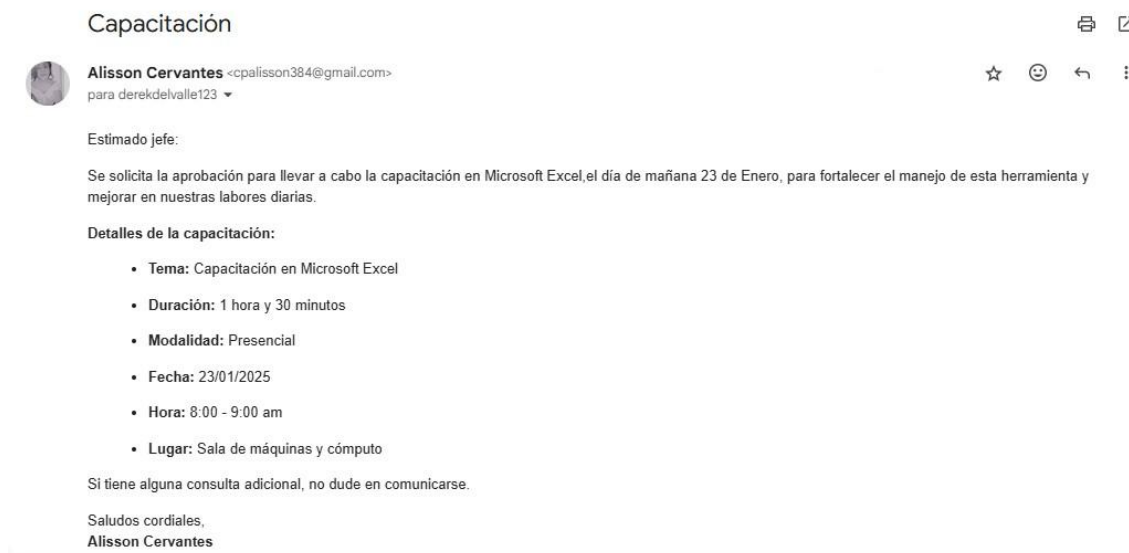 Capacitación
Alisson Cervantes <cpalisson384@gmail.com>
para derekdelvalle123
Estimado jefe:
Se solicita la aprobación para llevar a cabo la capacitación en Microsoft Excel,el día de mañana 23 de Enero, para fortalecer el manejo de esta herramienta y
mejorar en nuestras labores diarias.
Detalles de la capacitación:
• Tema: Capacitación en Microsoft Excel
• Duración: 1 hora y 30 minutos
• Modalidad: Presencial
• Fecha: 23/01/2025
• Hora: 8:00 - 9:00 am
• Lugar: Sala de máquinas y cómputo
Si tiene alguna consulta adicional, no dude en comunicarse.
Saludos cordiales,
Alisson Cervantes